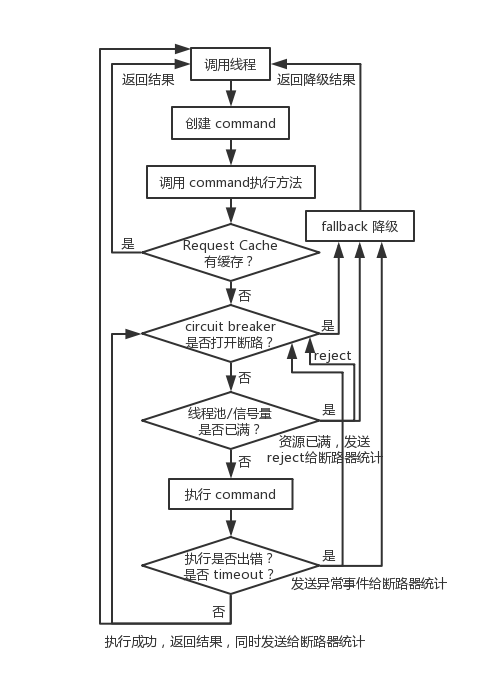 调用线程
返回结果
返回降级结果
创建 command
调用 command执行方法
fallback 降级
是
Request Cache
有缓存？
否
circuit breaker
是否打开断路？
是
reject
否
线程池/信号量
是否已满？
是
资源已满，发送
reject给断路器统计
否
执行 command
执行是否出错？
是否 timeout？
是
发送异常事件给断路器统计
否
执行成功，返回结果，同时发送给断路器统计